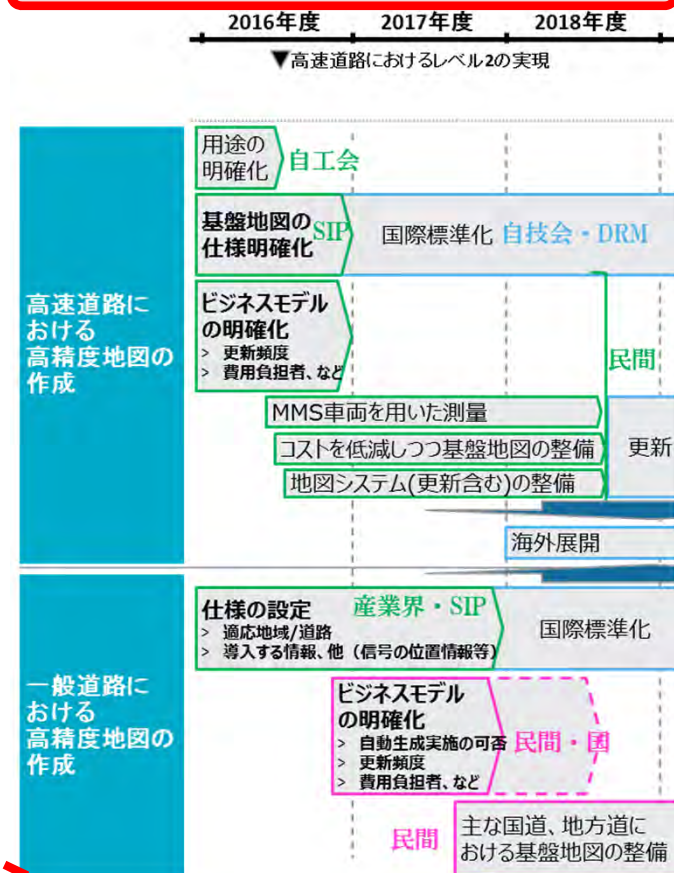 2016年度 2017年度 2018年度
▼高速道路におけるレベル2の実現
高速道路に
おける
高精度地図の
作成
用途の
明確化
自工会
基盤地図の
仕様明確化
SIP
国際標準化 自技会・DRM
ビジネスモデル
の明確化
> 更新頻度
> 費用負担者、など
民間
MMS車両を用いた測量
コストを低減しつつ基盤地図の整備
地図システム(更新含む)の整備
更新
海外展開
一般道路に
おける
高精度地図の
作成
仕様の設定
産業界・SIP
> 適応地域/道路
> 導入する情報、他（信号の位置情報等）
国際標準化
ビジネスモデル
の明確化
> 自動生成実施の可否
> 更新頻度
> 費用負担者、など
民間・国
民間
主な国道、地方道に
おける基盤地図の整備